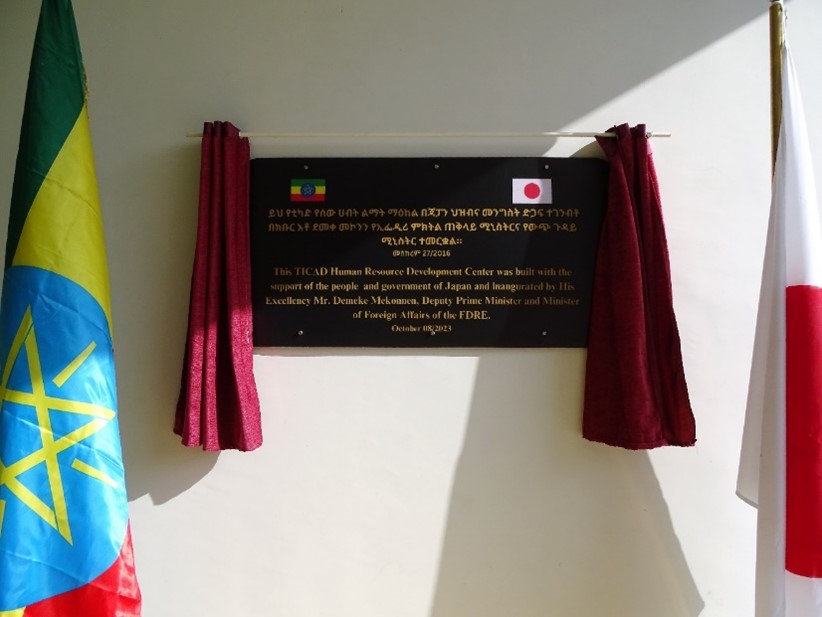 ይህ የቲካድ የሰው ሀብት ልማት ማዕከል በጃፓን ህዝብና መንግስት ድጋፍ ተገንብቶ
በክቡር አቶ ደመቀ መኮንን የኢፌዲሪ ምክትል ጠቅላይ ሚኒስትርና የውጭ ጉዳይ
ሚኒስትር ተመርቋል።
መስከረም 27/2016
This TICAD Human Resource Development Center was built with the
support of the people and government of Japan and inaugurated by His
Excellency Mr. Demeke Mekonnen, Deputy Prime Minister and Minister
of Foreign Affairs of the FDRE.
October 08/2023